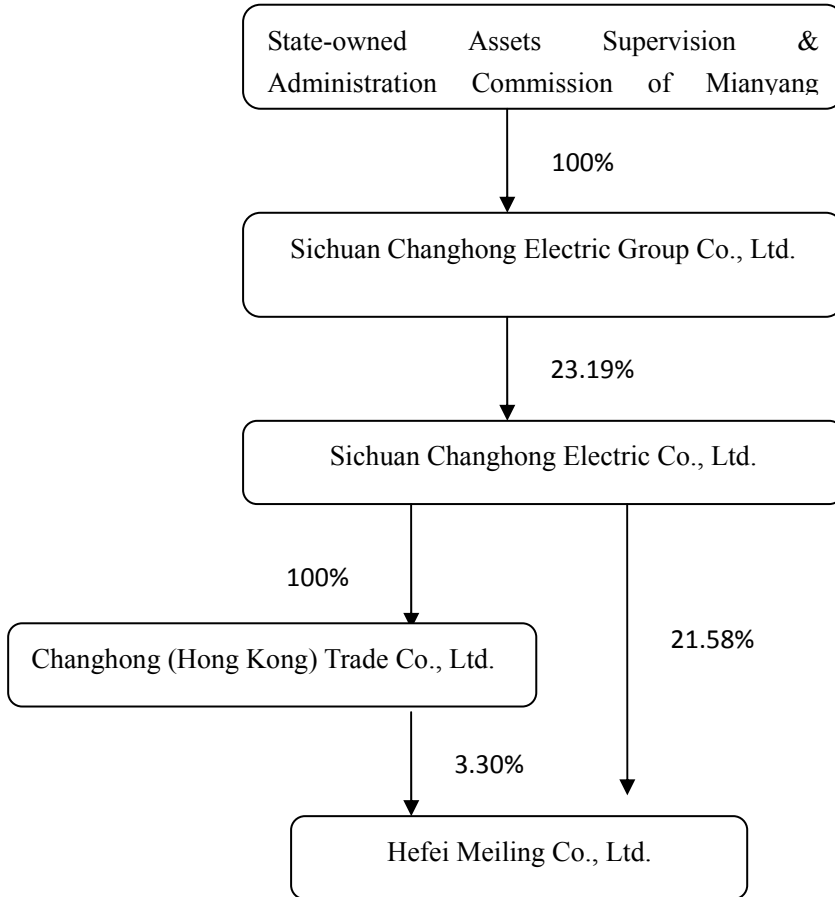 State-owned Assets Supervision &
Administration Commission of Mianyang
100%
Sichuan Changhong Electric Group Co., Ltd.
23.19%
Sichuan Changhong Electric Co., Ltd.
100%
21.58%
Changhong (Hong Kong) Trade Co., Ltd.
3.30%
Hefei Meiling Co., Ltd.